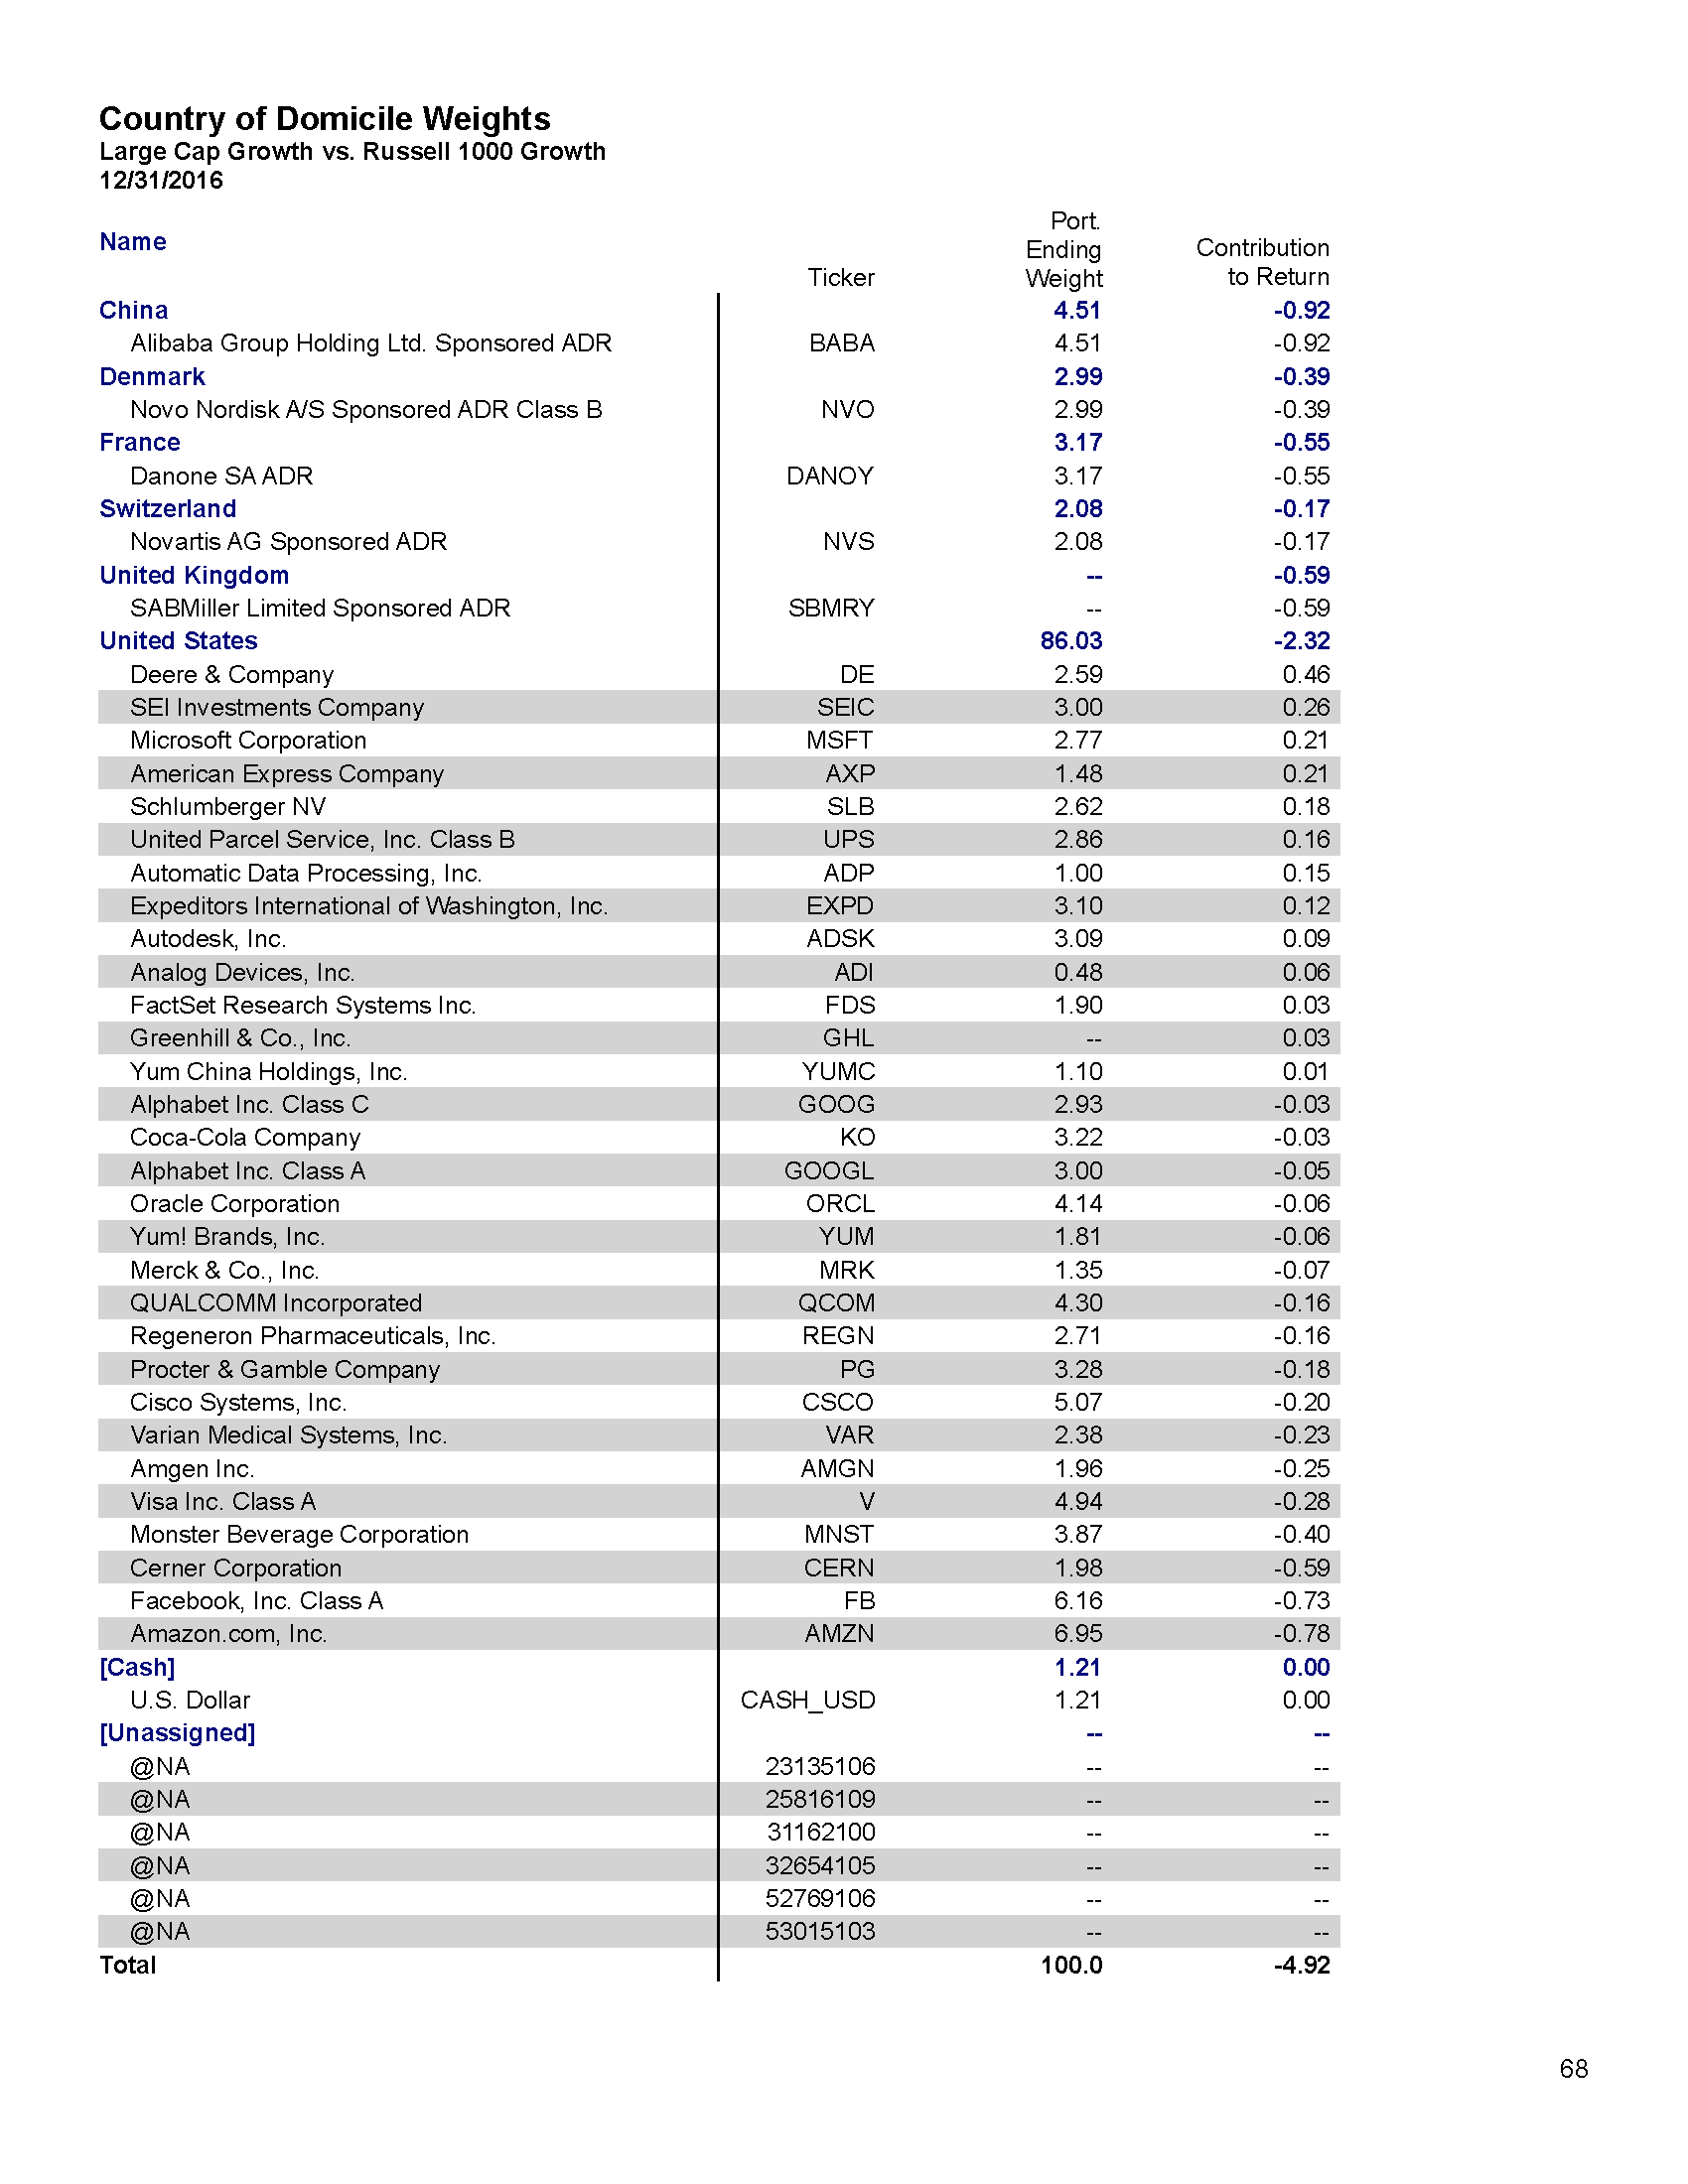 Country of Domicile Weights
Large Cap Growth vs. Russell 1000 Growth
12/31/2016
Name Ticker Port. Ending Weight Contribution to Return
China 4.51 -0.92
Alibaba Group Holding Ltd. Sponsored ADR BABA 4.51 -0.92
Denmark 2.99 -0.39
Novo Nordisk A/S Sponsored ADR Class B NVO 2.99 -0.39
France 3.17 -0.55
Danone SA ADR DANOY 3.17 -0.55
Switzerland 2.08 -0.17
Novartis AG Sponsored ADR NVS 2.08 -0.17
United Kingdom -- -0.59
SABMiller Limited Sponsored ADR SBMRY -- -0.59
United States 86.03 -2.32
Deere & Company DE 2.59 0.46
SEI Investments Company SEIC 3.00 0.26
Microsoft Corporation MSFT 2.77 0.21
American Express Company AXP 1.48 0.21
Schlumberger NV SLB 2.62 0.18
United Parcel Service, Inc. Class B UPS 2.86 0.16
Automatic Data Processing, Inc. ADP 1.00 0.15
Expeditors International of Washington, Inc. EXPD 3.10 0.12
Autodesk, Inc. ADSK 3.09 0.09
Analog Devices, Inc. ADI 0.48 0.06
FactSet Research Systems Inc. FDS 1.90 0.03
Greenhill & Co., Inc. GHL -- 0.03
Yum China Holdings, Inc. YUMC 1.10 0.01
Alphabet Inc. Class C GOOG 2.93 -0.03
Coca-Cola Company KO 3.22 -0.03
Alphabet Inc. Class A GOOGL 3.00 -0.05
Oracle Corporation ORCL 4.14 -0.06
Yum! Brands, Inc. YUM 1.81 -0.06
Merck & Co., Inc. MRK 1.35 -0.07
QUALCOMM Incorporated QCOM 4.30 -0.16
Regeneron Pharmaceuticals, Inc. REGN 2.71 -0.16
Procter & Gamble Company PG 3.28 -0.18
Cisco Systems, Inc. CSCO 5.07 -0.20
Varian Medical Systems, Inc. VAR 2.38 -0.23
Amgen Inc. AMGN 1.96 -0.25
Visa Inc. Class A V 4.94 -0.28
Monster Beverage Corporation MNST 3.87 -0.40
Cerner Corporation CERN 1.98 -0.59
Facebook, Inc. Class A FB 6.16 -0.73
Amazon.com, Inc. AMZN 6.95 -0.78
[Cash] 1.21 0.00
U.S. Dollar CASH_USD 1.21 0.00
[Unassigned] -- --
@NA 23135106 -- --
@NA 25816109 -- --
@NA 31162100 -- --
@NA 32654105 -- --
@NA 52769106 -- --
@NA 53015103 -- --
Total 100.0 -4.92
68